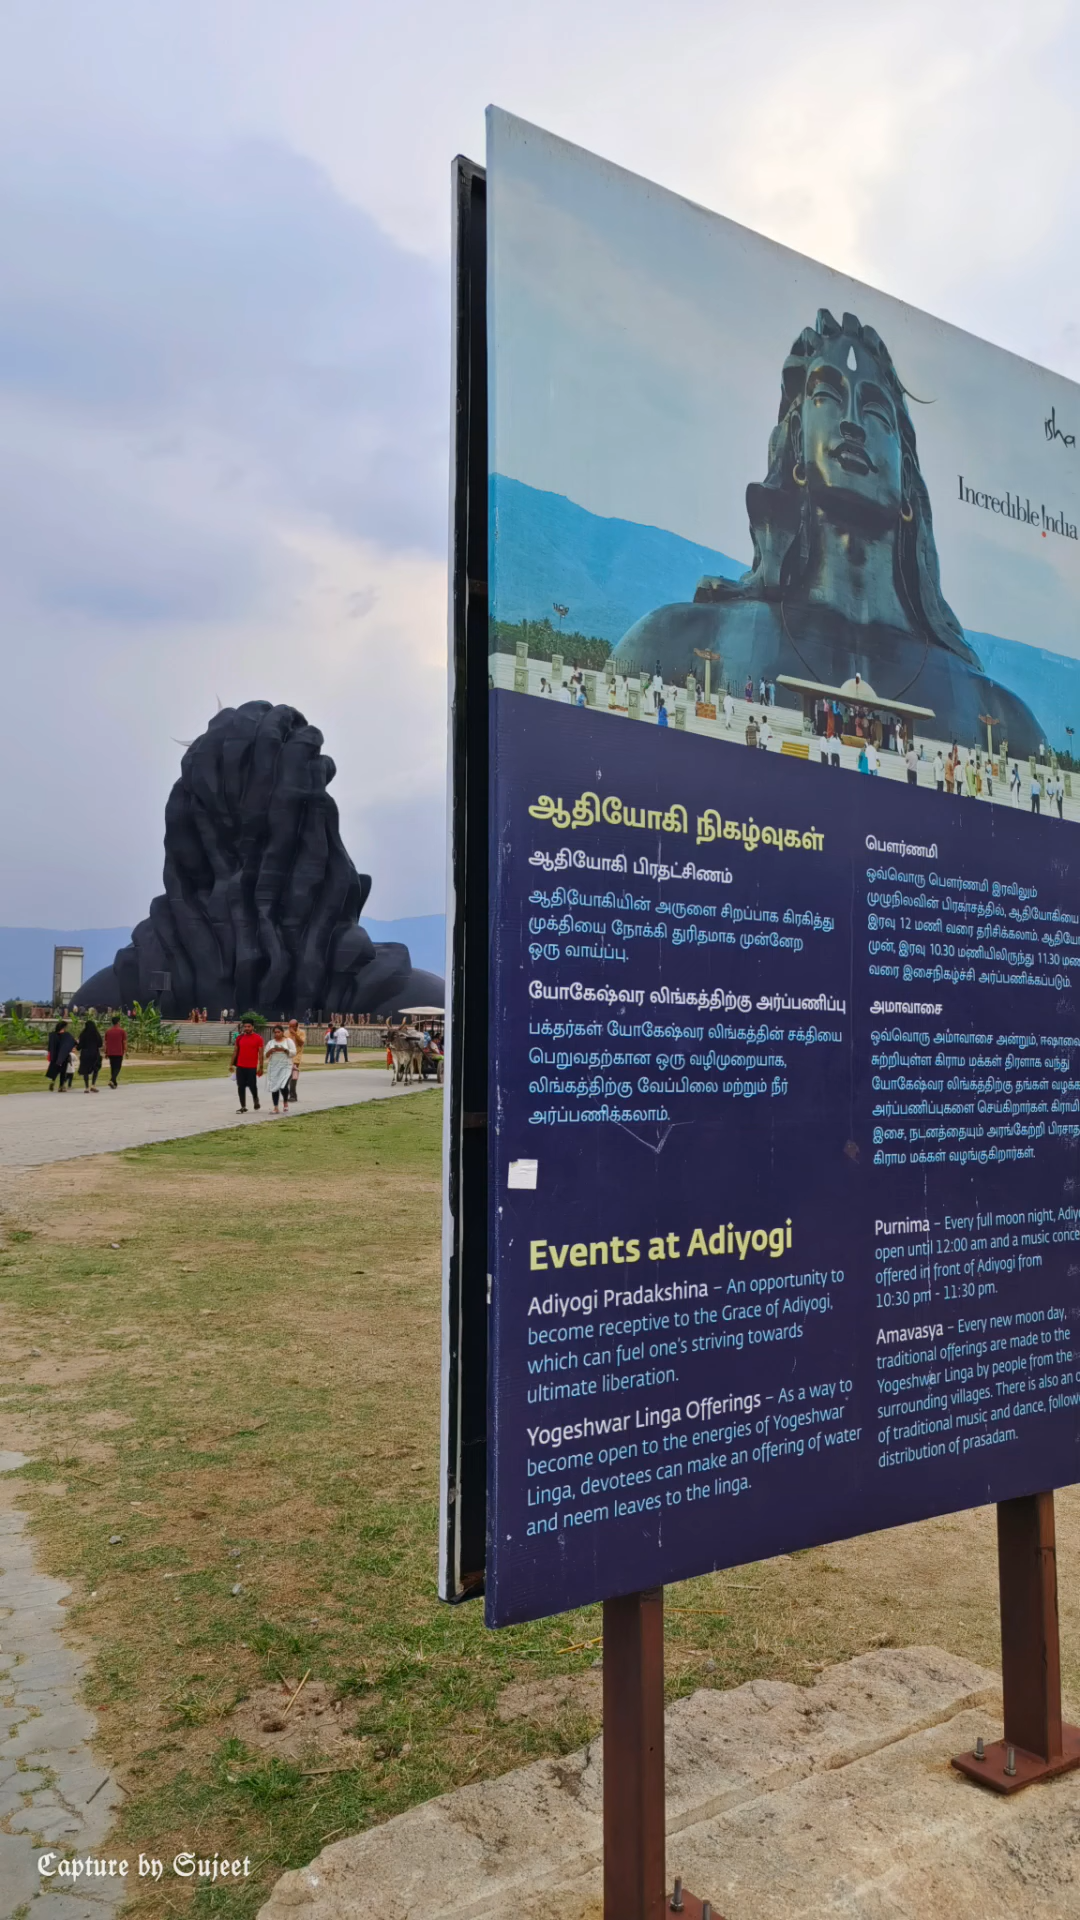 isha
Incredible !ndia
ஆதியோகி நிகழ்வுகள்
ஆதியோகி பிரதட்சிணம்
ஆதியோகியின் அருளை சிறப்பாக கிரகித்து
முக்தியை நோக்கி துரிதமாக முன்னேற
ஒரு வாய்ப்பு.
யோகேஷ்வர லிங்கத்திற்கு அர்ப்பணிப்பு
பக்தர்கள் யோகேஷ்வர லிங்கத்தின் சக்தியை
பெறுவதற்கான ஒரு வழிமுறையாக,
லிங்கத்திற்கு வேப்பிலை மற்றும் நீர்
அர்ப்பணிக்கலாம்.
பௌர்ணமி
ஒவ்வொரு பௌர்ணமி இரவிலும்
முழுநிலவின் பிரகாசத்தில், ஆதியோகியை
இரவு 12 மணி வரை தரிசிக்கலாம்.
முன், இரவு 10.30 மணியிலிருந்து 11.30
வரை இசைநிகழ்ச்சி அர்ப்பணிக்கப்படும்.
அமாவாசை
ஒவ்வொரு அமாவாசை அன்றும்,
சுற்றியுள்ள கிராம மக்கள் திரளாக வந்து
யோகேஷ்வர லிங்கத்திற்கு தங்கள்
அர்ப்பணிப்புகளை செய்கிறார்கள்.
இசை, நடனத்தையும் அரங்கேற்றி
கிராம மக்கள் வழங்குகிறார்கள்.
Events at Adiyogi
Adiyogi Pradakshina – An opportunity to
become receptive to the Grace of Adiyogi,
which can fuel one's striving towards
ultimate liberation.
Yogeshwar Linga Offerings – As a way to
become open to the energies of Yogeshwar
Linga, devotees can make an offering of water
and neem leaves to the linga.
Purnima – Every full moon night,
open until 12:00 am and a music
offered in front of Adiyogi from
10:30 pm - 11:30 pm.
Amavasya – Every new moon day,
traditional offerings are made to the
Yogeshwar Linga by people from the
surrounding villages. There is also an
of traditional music and dance,
distribution of prasadam.
Capture by Sujeet